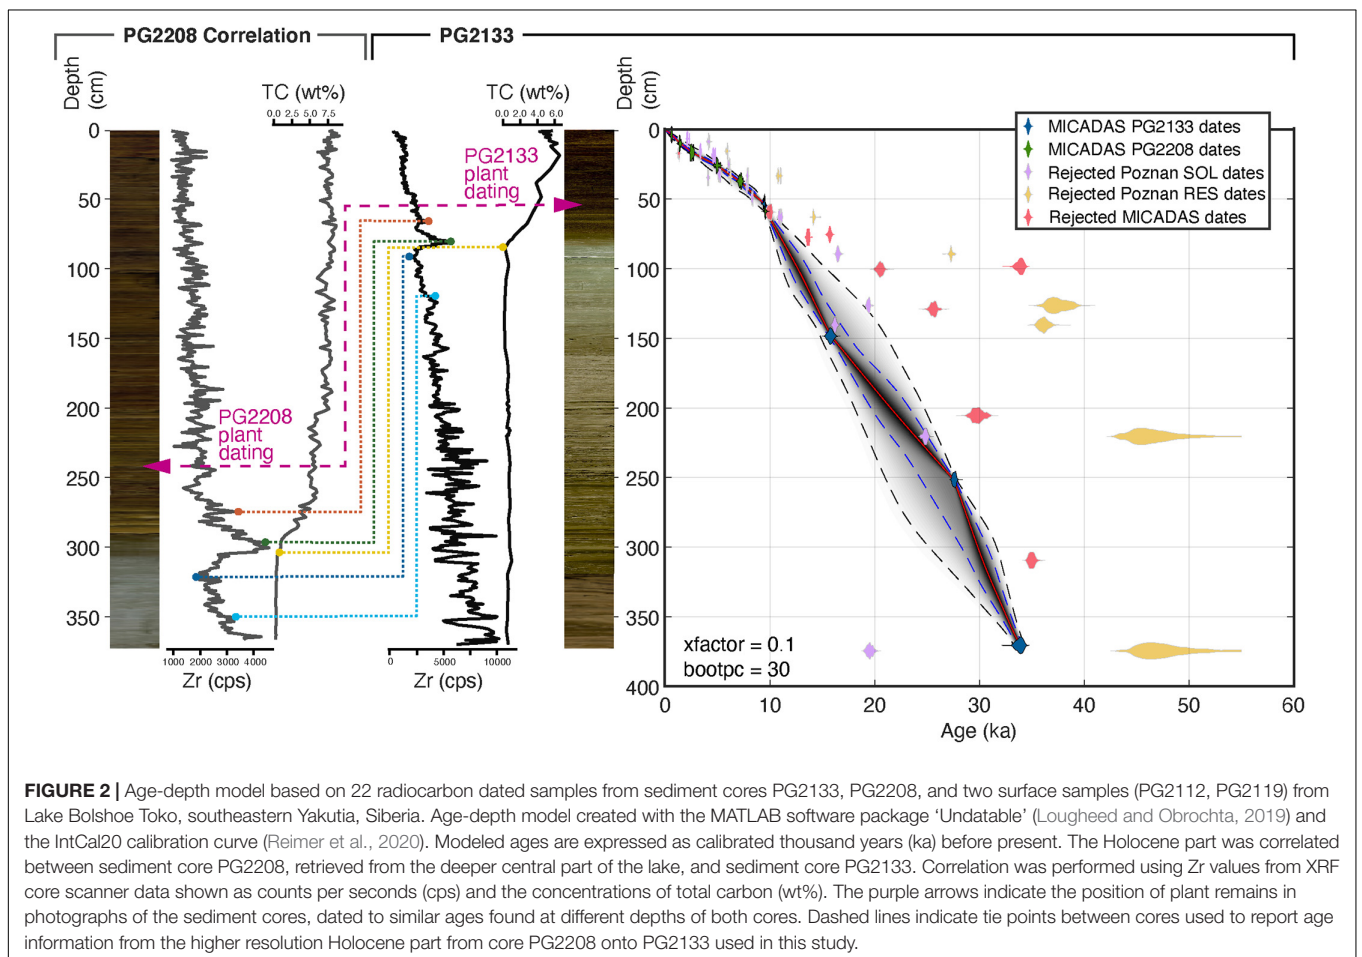 PG2208 Correlation
PG2133
Depth
(cm)
TC (wt%)
0.0 2.5 5.0 7.5
TC (wt%)
0.0 2.0 4.0 6.0
Depth
(cm)
0
50
100
150
200
250
300
350
PG2133
plant
dating
PG2208
plant
dating
1000 2000 3000 4000
Zr (cps)
0 5000 10000
Zr (cps)
0
50
100
150
200
250
300
350
400
MICADAS PG2133 dates
MICADAS PG2208 dates
Rejected Poznan SOL dates
Rejected Poznan RES dates
Rejected MICADAS dates
xfactor = 0.1
bootpc = 30
0 10 20 30 40 50 60
Age (ka)
FIGURE 2 | Age-depth model based on 22 radiocarbon dated samples from sediment cores PG2133, PG2208, and two surface samples (PG2112, PG2119) from
Lake Bolshoe Toko, southeastern Yakutia, Siberia. Age-depth model created with the MATLAB software package ‘Undatable’ (Lougheed and Obrochta, 2019) and
the IntCal20 calibration curve (Reimer et al., 2020). Modeled ages are expressed as calibrated thousand years (ka) before present. The Holocene part was correlated
between sediment core PG2208, retrieved from the deeper central part of the lake, and sediment core PG2133. Correlation was performed using Zr values from XRF
core scanner data shown as counts per seconds (cps) and the concentrations of total carbon (wt%). The purple arrows indicate the position of plant remains in
photographs of the sediment cores, dated to similar ages found at different depths of both cores. Dashed lines indicate tie points between cores used to report age
information from the higher resolution Holocene part from core PG2208 onto PG2133 used in this study.